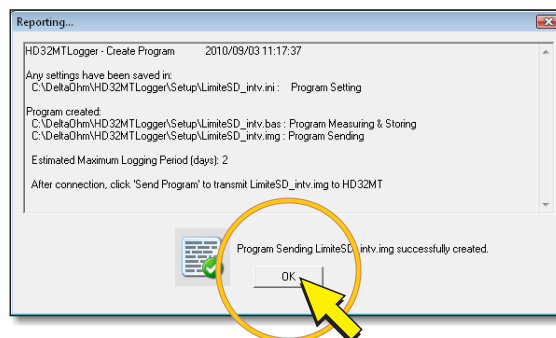 Reporting...
HD32MTLogger - Create Program 2010/09/03 11:17:37
Any settings have been saved in:
C:\DeltaOhm\HD32MTLogger\Setup\LimiteSD_intv.ini : Program Setting
Program created:
C:\DeltaOhm\HD32MTLogger\Setup\LimiteSD_intv.bas : Program Measuring & Storing
C:\DeltaOhm\HD32MTLogger\Setup\LimiteSD_intv.img : Program Sending
Estimated Maximum Logging Period (days): 2
After connection, click 'Send Program' to transmit LimiteSD_intv.img to HD32MT
Program Sending LimiteSD_intv.img successfully created.
OK